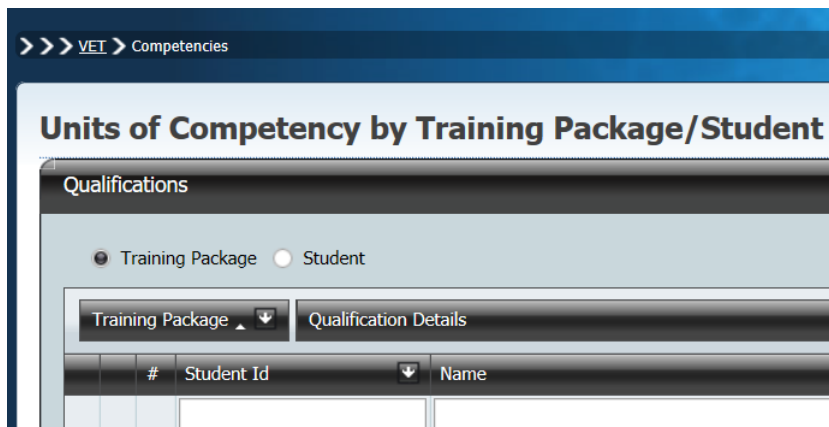 VET Competencies
Units of Competency by Training Package/Student
Qualifications
Training Package Student
Training Package Qualification Details
# Student Id Name